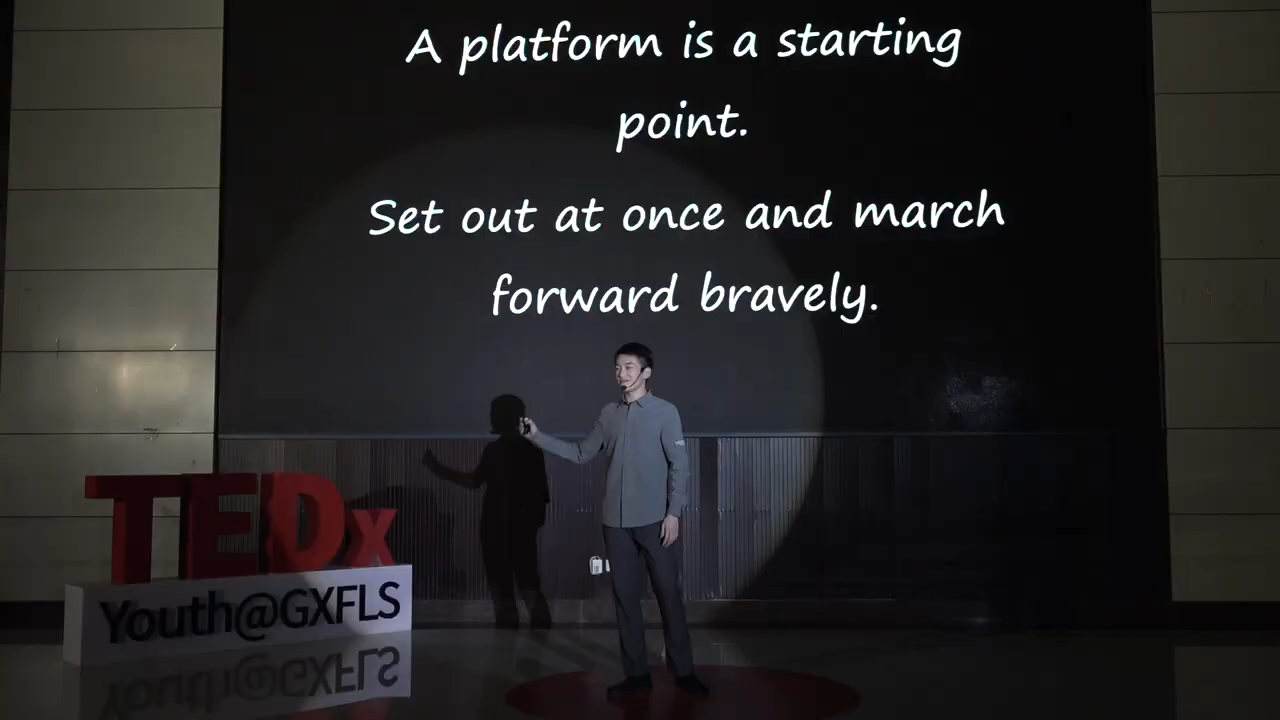 A platform is a starting
point.
Set out at once and march
forward bravely.
TEDx
Youth@GXFLS